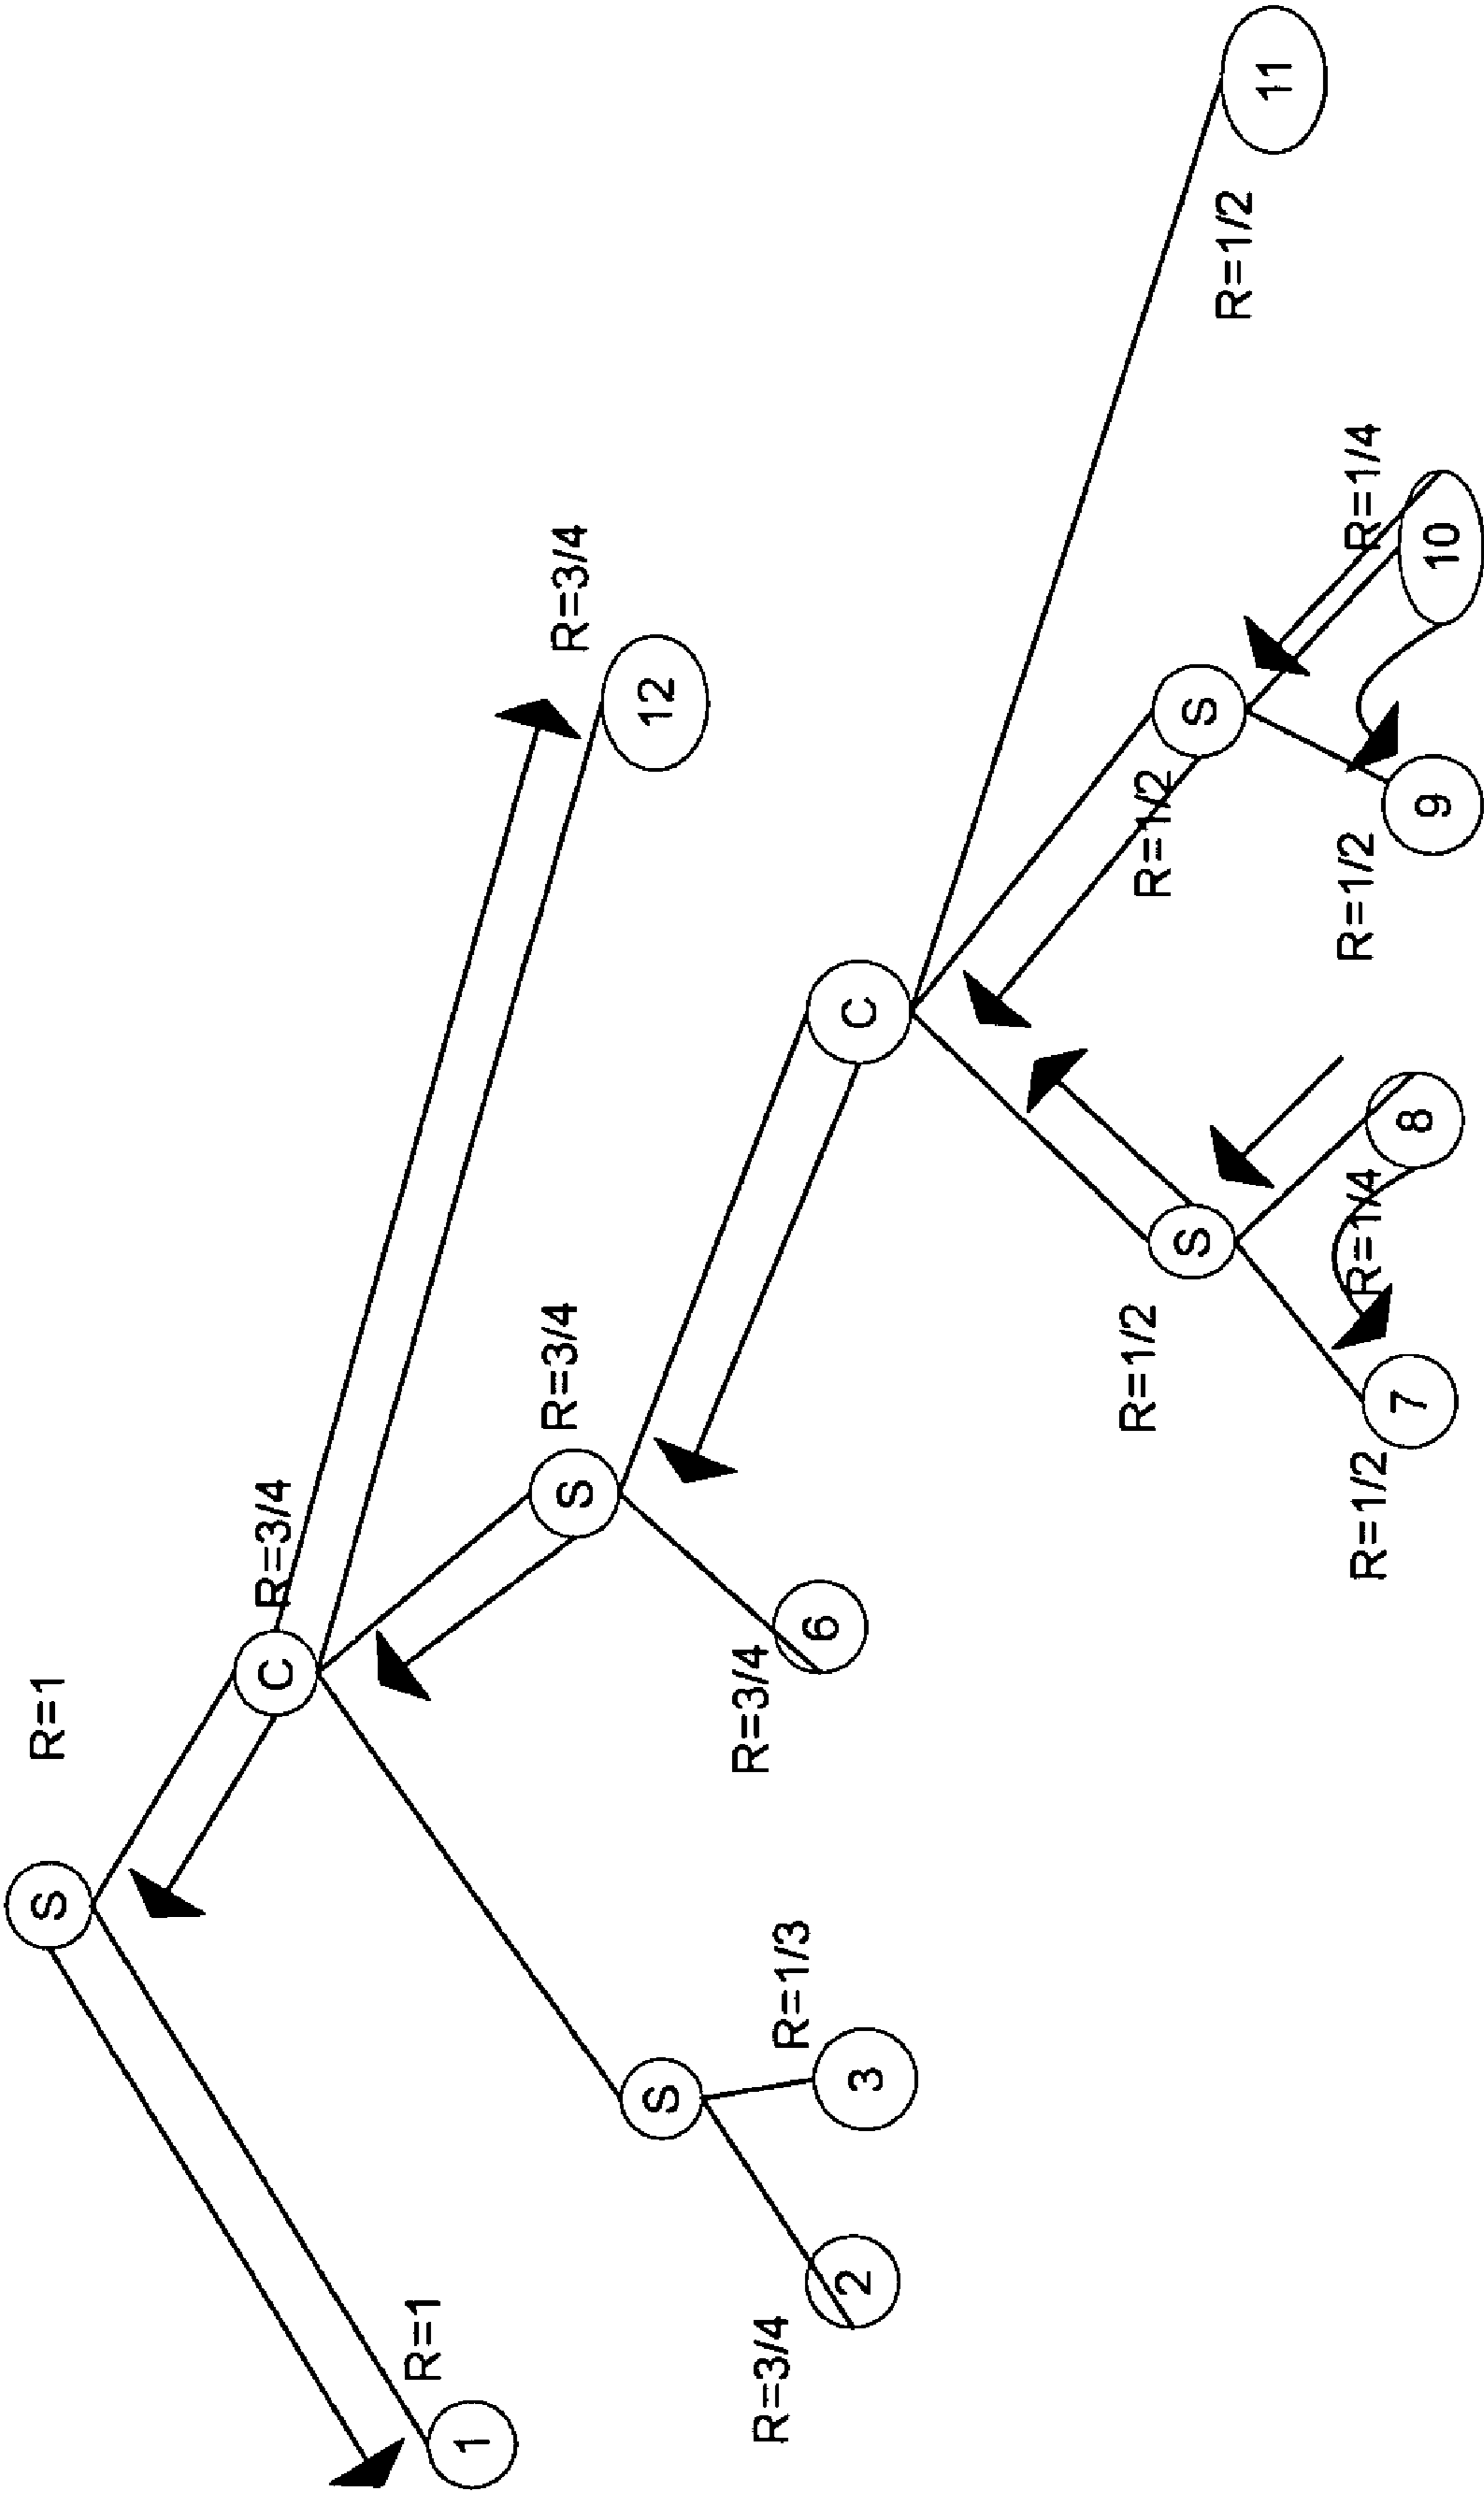 S
R=1
C
R=3/4
R=1
1
R=3/4
R=3/4
S
S
12
R=3/4
R=1/3
R=3/4
2
3
6
C
R=1/2
R=1/2
R=1/2
S
S
11
R=1/2
R=1/4
R=1/2
R=1/4
7
8
9
10